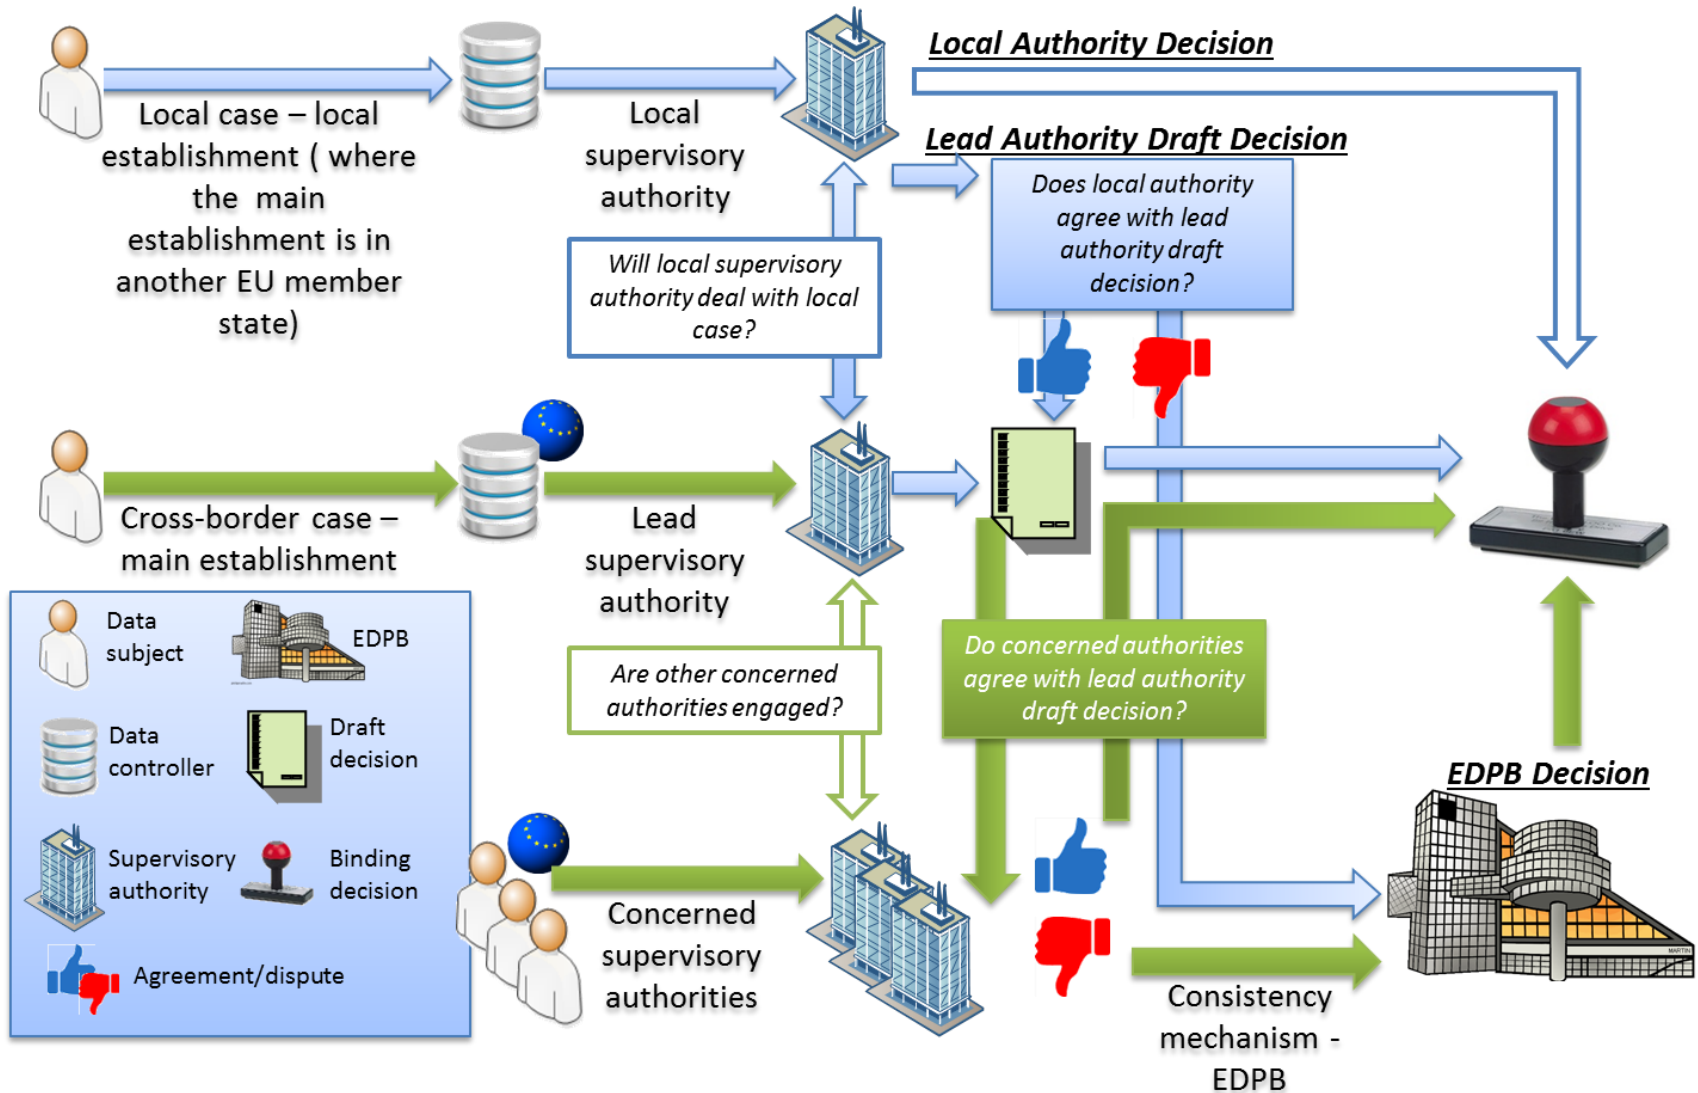 Local Authority Decision
Local case – local
establishment ( where
the main
establishment is in
another EU member
state)
Local
supervisory
authority
Lead Authority Draft Decision
Does local authority
agree with lead
authority draft
decision?
Will local supervisory
authority deal with local
case?
Cross-border case –
main establishment
Lead
supervisory
authority
Data
subject
EDPB
Are other concerned
authorities engaged?
Do concerned authorities
agree with lead authority
draft decision?
Data
controller
Draft
decision
EDPB Decision
Supervisory
authority
Binding
decision
Concerned
supervisory
authorities
Agreement/dispute
MARTIN
Consistency
mechanism -
EDPB